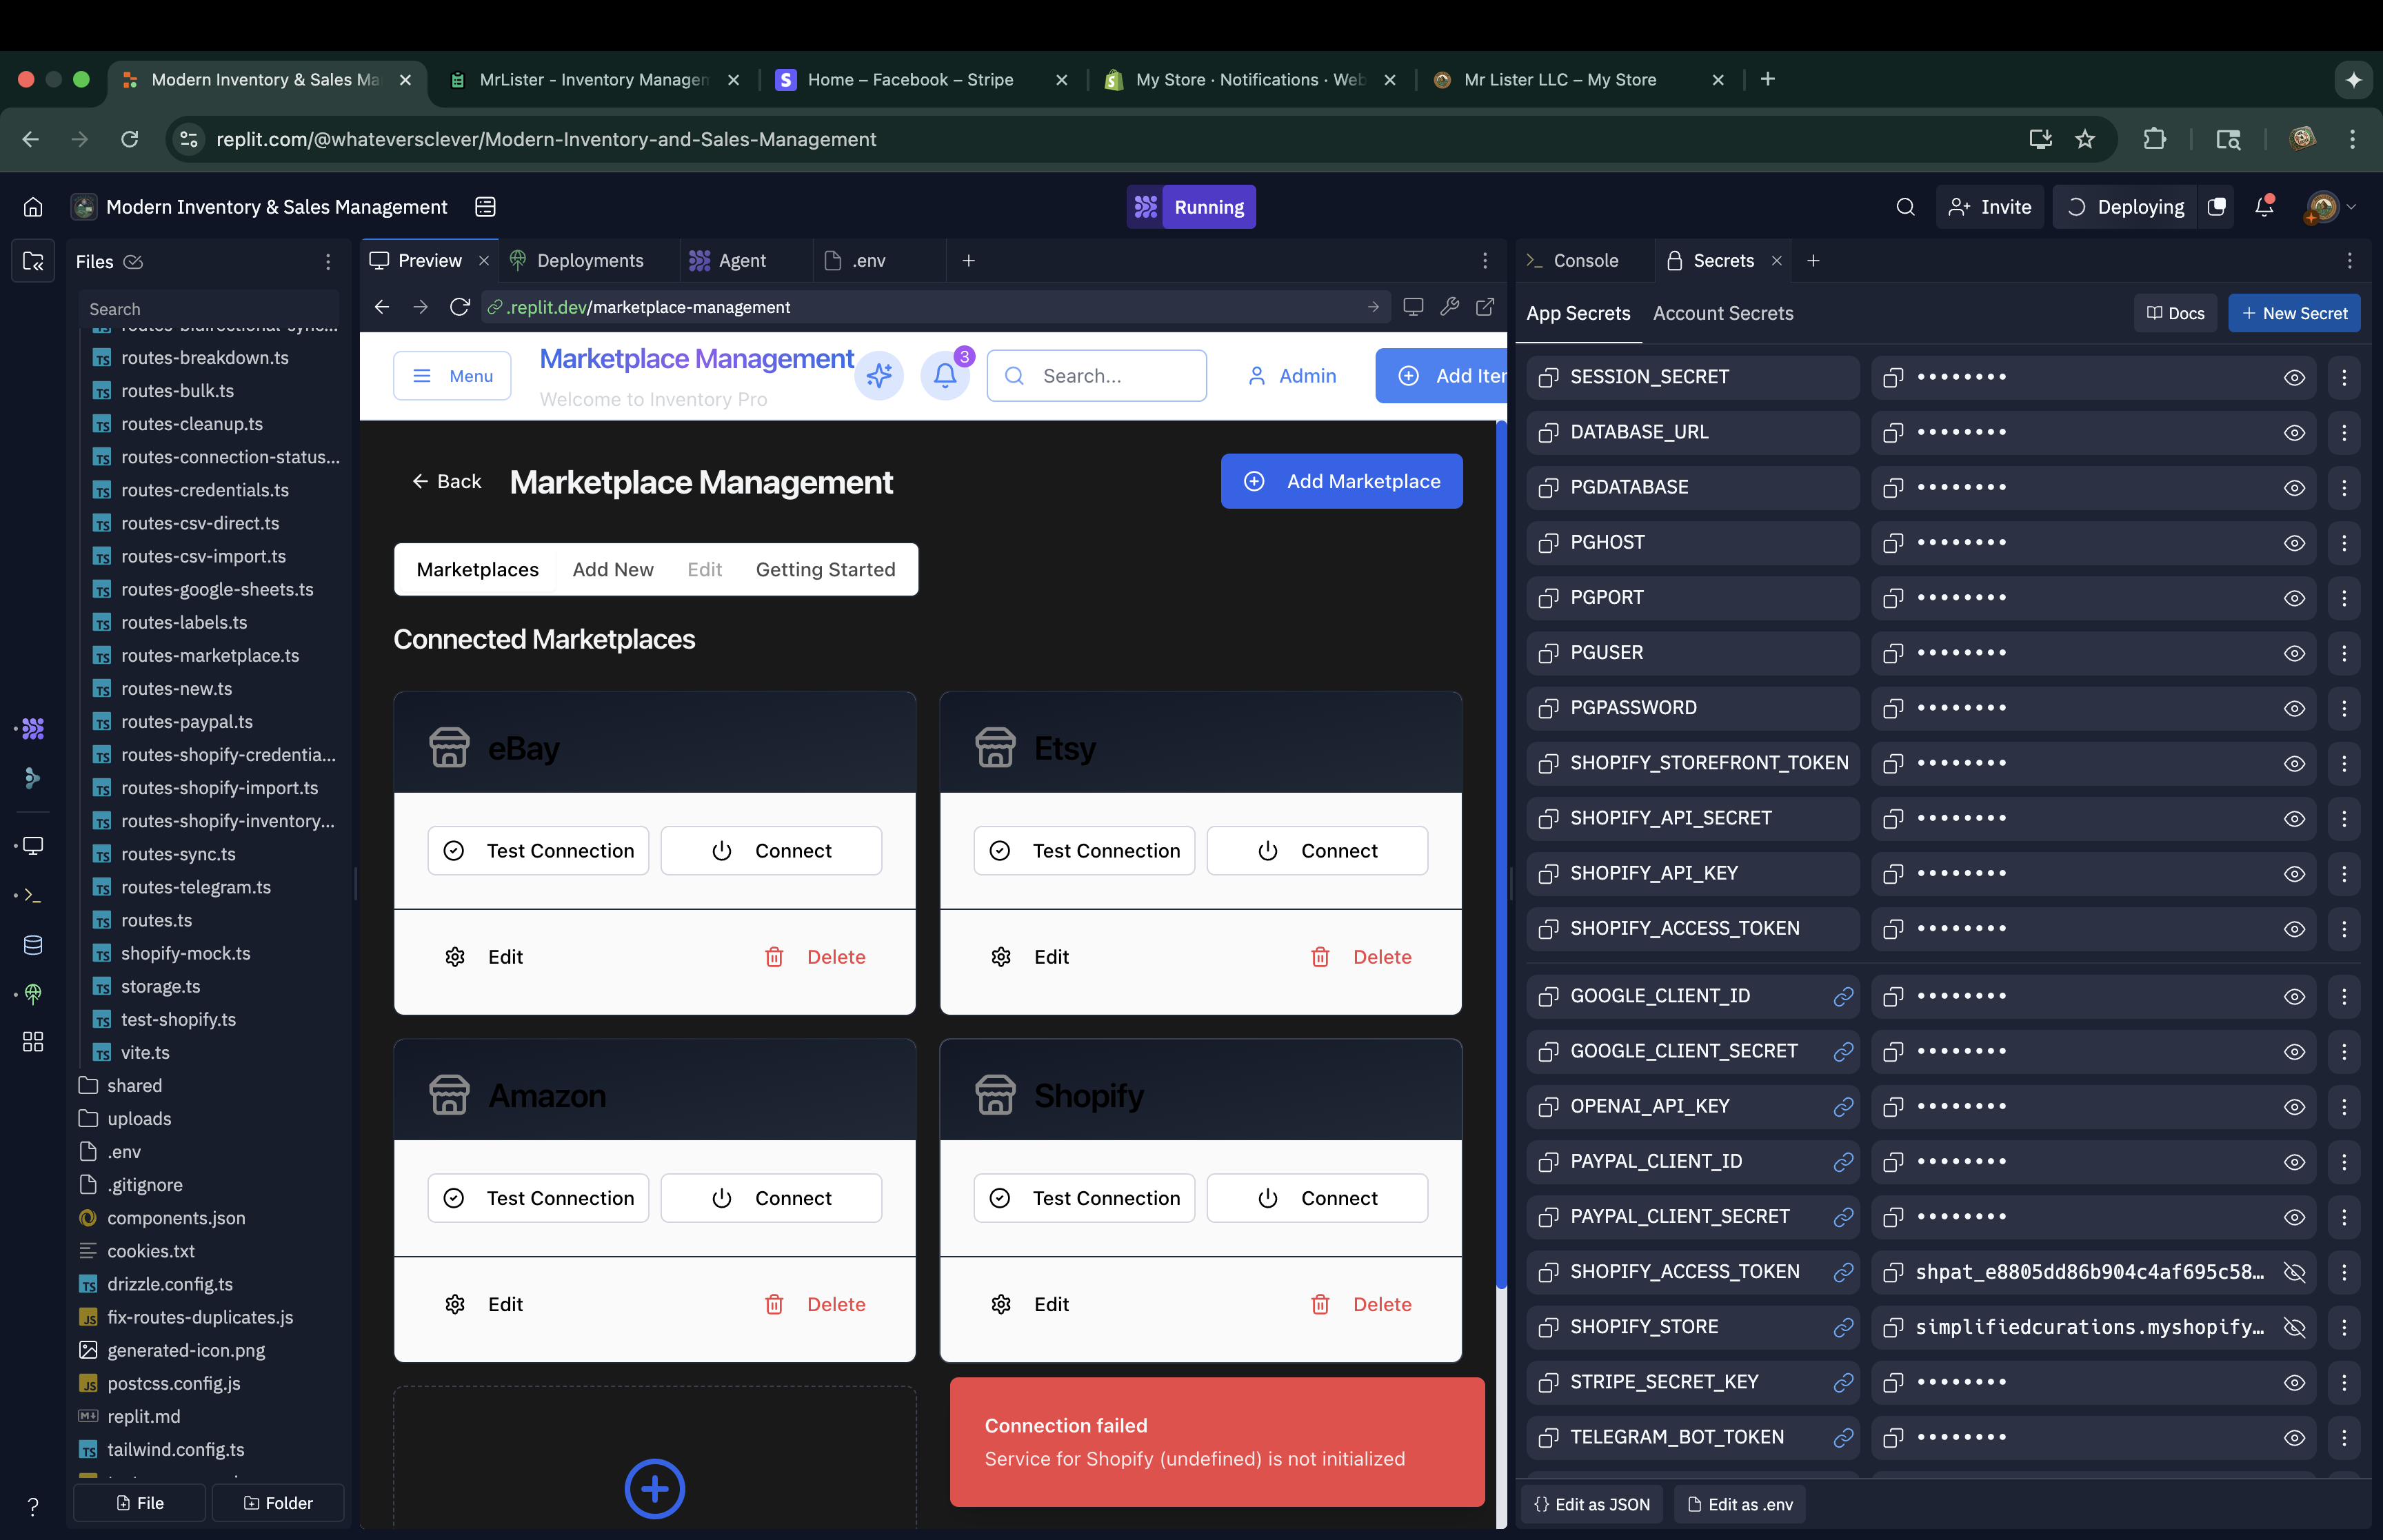 Modern Inventory & Sales Ma
MrLister - Inventory Managem
Home – Facebook – Stripe
My Store · Notifications · Web
Mr Lister LLC – My Store
replit.com/@whateversclever/Modern-Inventory-and-Sales-Management
Modern Inventory & Sales Management
Running
Invite
Deploying
Files
Search
routes-bidirectional-sync...
routes-breakdown.ts
routes-bulk.ts
routes-cleanup.ts
routes-connection-status...
routes-credentials.ts
routes-csv-direct.ts
routes-csv-import.ts
routes-google-sheets.ts
routes-labels.ts
routes-marketplace.ts
routes-new.ts
routes-paypal.ts
routes-shopify-credentia...
routes-shopify-import.ts
routes-shopify-inventory...
routes-sync.ts
routes-telegram.ts
routes.ts
shopify-mock.ts
storage.ts
test-shopify.ts
vite.ts
shared
uploads
.env
.gitignore
components.json
cookies.txt
drizzle.config.ts
fix-routes-duplicates.js
generated-icon.png
postcss.config.js
replit.md
tailwind.config.ts
File
Folder
Preview
Deployments
Agent
.env
.replit.dev/marketplace-management
Menu
Marketplace Management
Welcome to Inventory Pro
3
Search...
Admin
Add Iter
Back
Marketplace Management
Add Marketplace
Marketplaces
Add New
Edit
Getting Started
Connected Marketplaces
eBay
Test Connection
Connect
Edit
Delete
Etsy
Test Connection
Connect
Edit
Delete
Amazon
Test Connection
Connect
Edit
Delete
Shopify
Test Connection
Connect
Edit
Delete
Connection failed
Service for Shopify (undefined) is not initialized
Console
Secrets
App Secrets
Account Secrets
Docs
New Secret
SESSION_SECRET
DATABASE_URL
PGDATABASE
PGHOST
PGPORT
PGUSER
PGPASSWORD
SHOPIFY_STOREFRONT_TOKEN
SHOPIFY_API_SECRET
SHOPIFY_API_KEY
SHOPIFY_ACCESS_TOKEN
GOOGLE_CLIENT_ID
GOOGLE_CLIENT_SECRET
OPENAI_API_KEY
PAYPAL_CLIENT_ID
PAYPAL_CLIENT_SECRET
SHOPIFY_ACCESS_TOKEN
shpat_e8805dd86b904c4af695c58...
SHOPIFY_STORE
simplifiedcurations.myshopify...
STRIPE_SECRET_KEY
TELEGRAM_BOT_TOKEN
{} Edit as JSON
Edit as .env